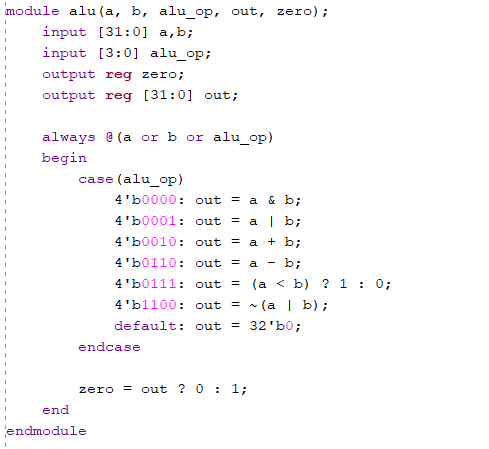 module alu(a, b, alu_op, out, zero);
    input [31:0] a,b;
    input [3:0] alu_op;
    output reg zero;
    output reg [31:0] out;

    always @(a or b or alu_op)
    begin
        case(alu_op)
            4'b0000: out = a & b;
            4'b0001: out = a | b;
            4'b0010: out = a + b;
            4'b0110: out = a - b;
            4'b0111: out = (a < b) ? 1 : 0;
            4'b1100: out = ~(a | b);
            default: out = 32'b0;
        endcase

        zero = out ? 0 : 1;
    end
endmodule